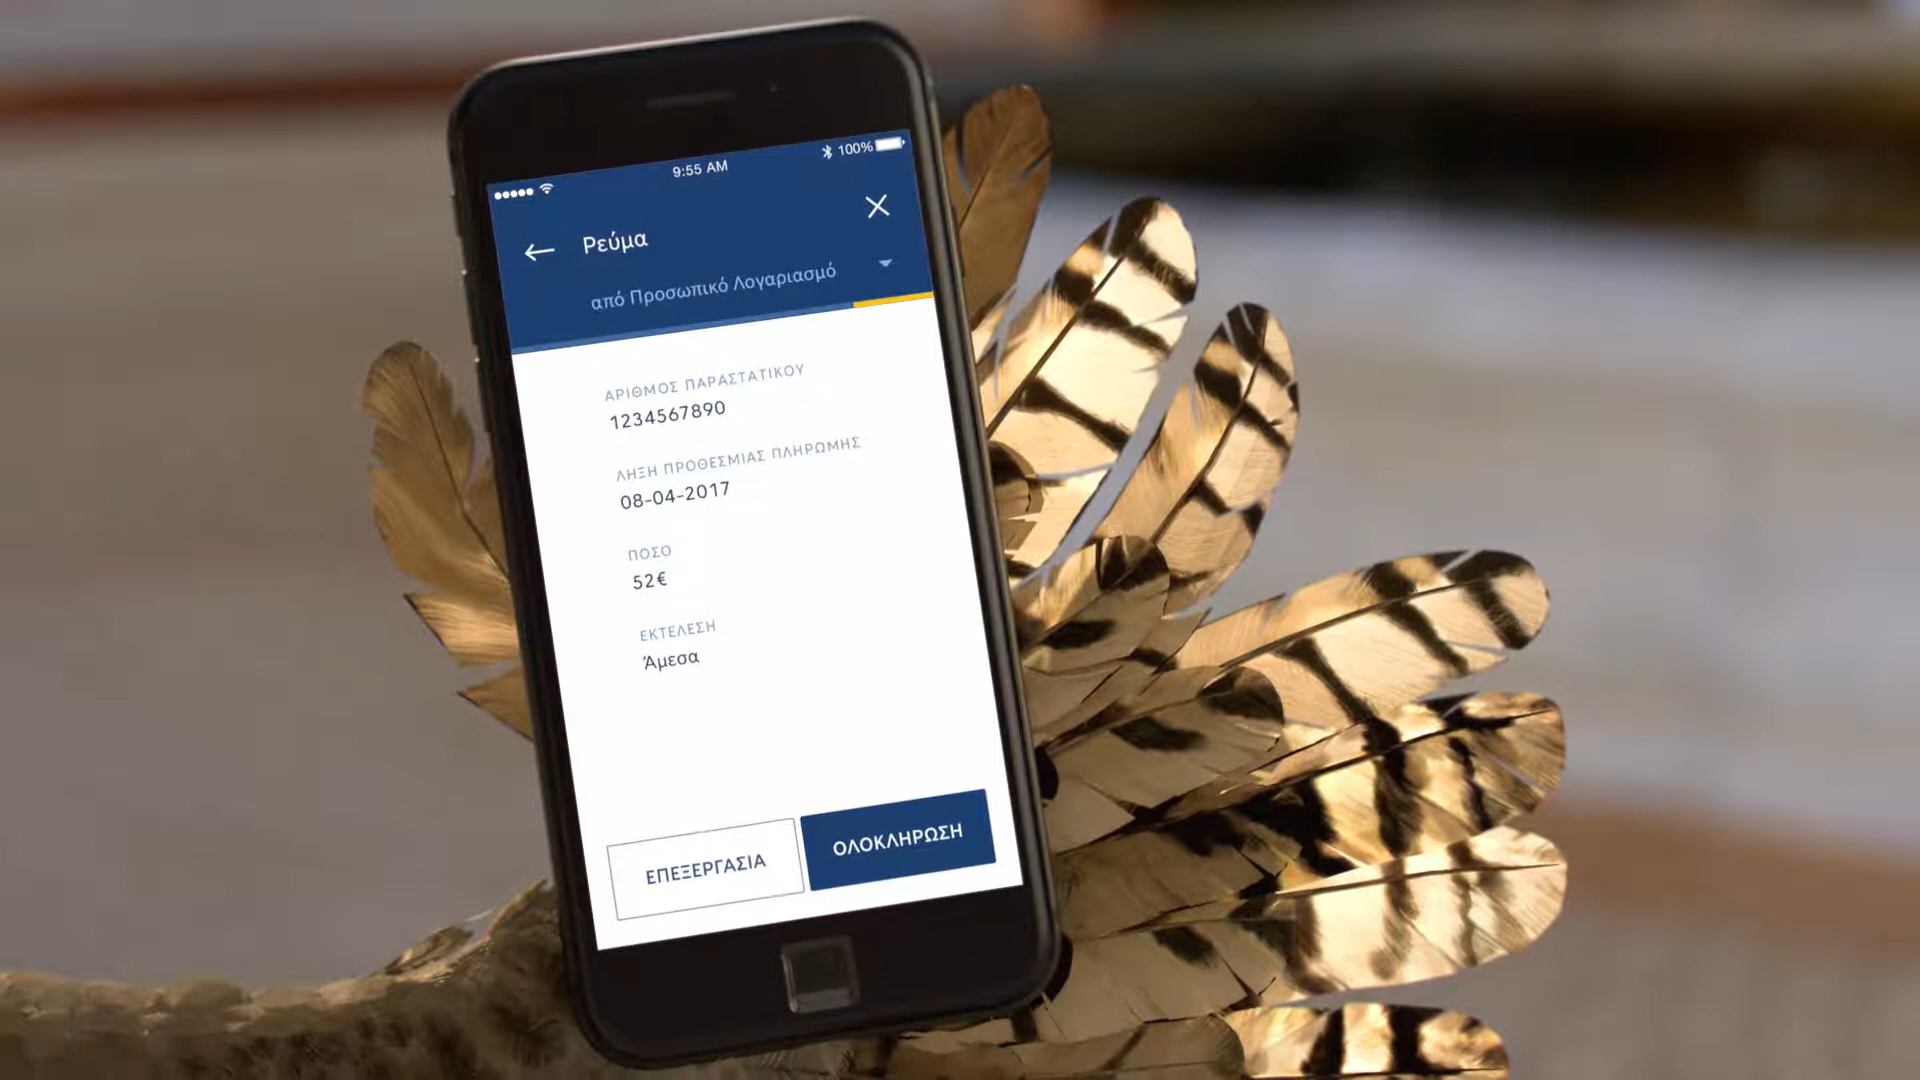 9:55 AM
100%
Ρεύμα
από Προσωπικό Λογαριασμό
ΑΡΙΘΜΟΣ ΠΑΡΑΣΤΑΤΙΚΟΥ
1234567890
ΛΗΞΗ ΠΡΟΘΕΣΜΙΑΣ ΠΛΗΡΩΜΗΣ
08-04-2017
ΠΟΣΟ
52€
ΕΚΤΕΛΕΣΗ
Άμεσα
ΕΠΕΞΕΡΓΑΣΙΑ
ΟΛΟΚΛΗΡΩΣΗ